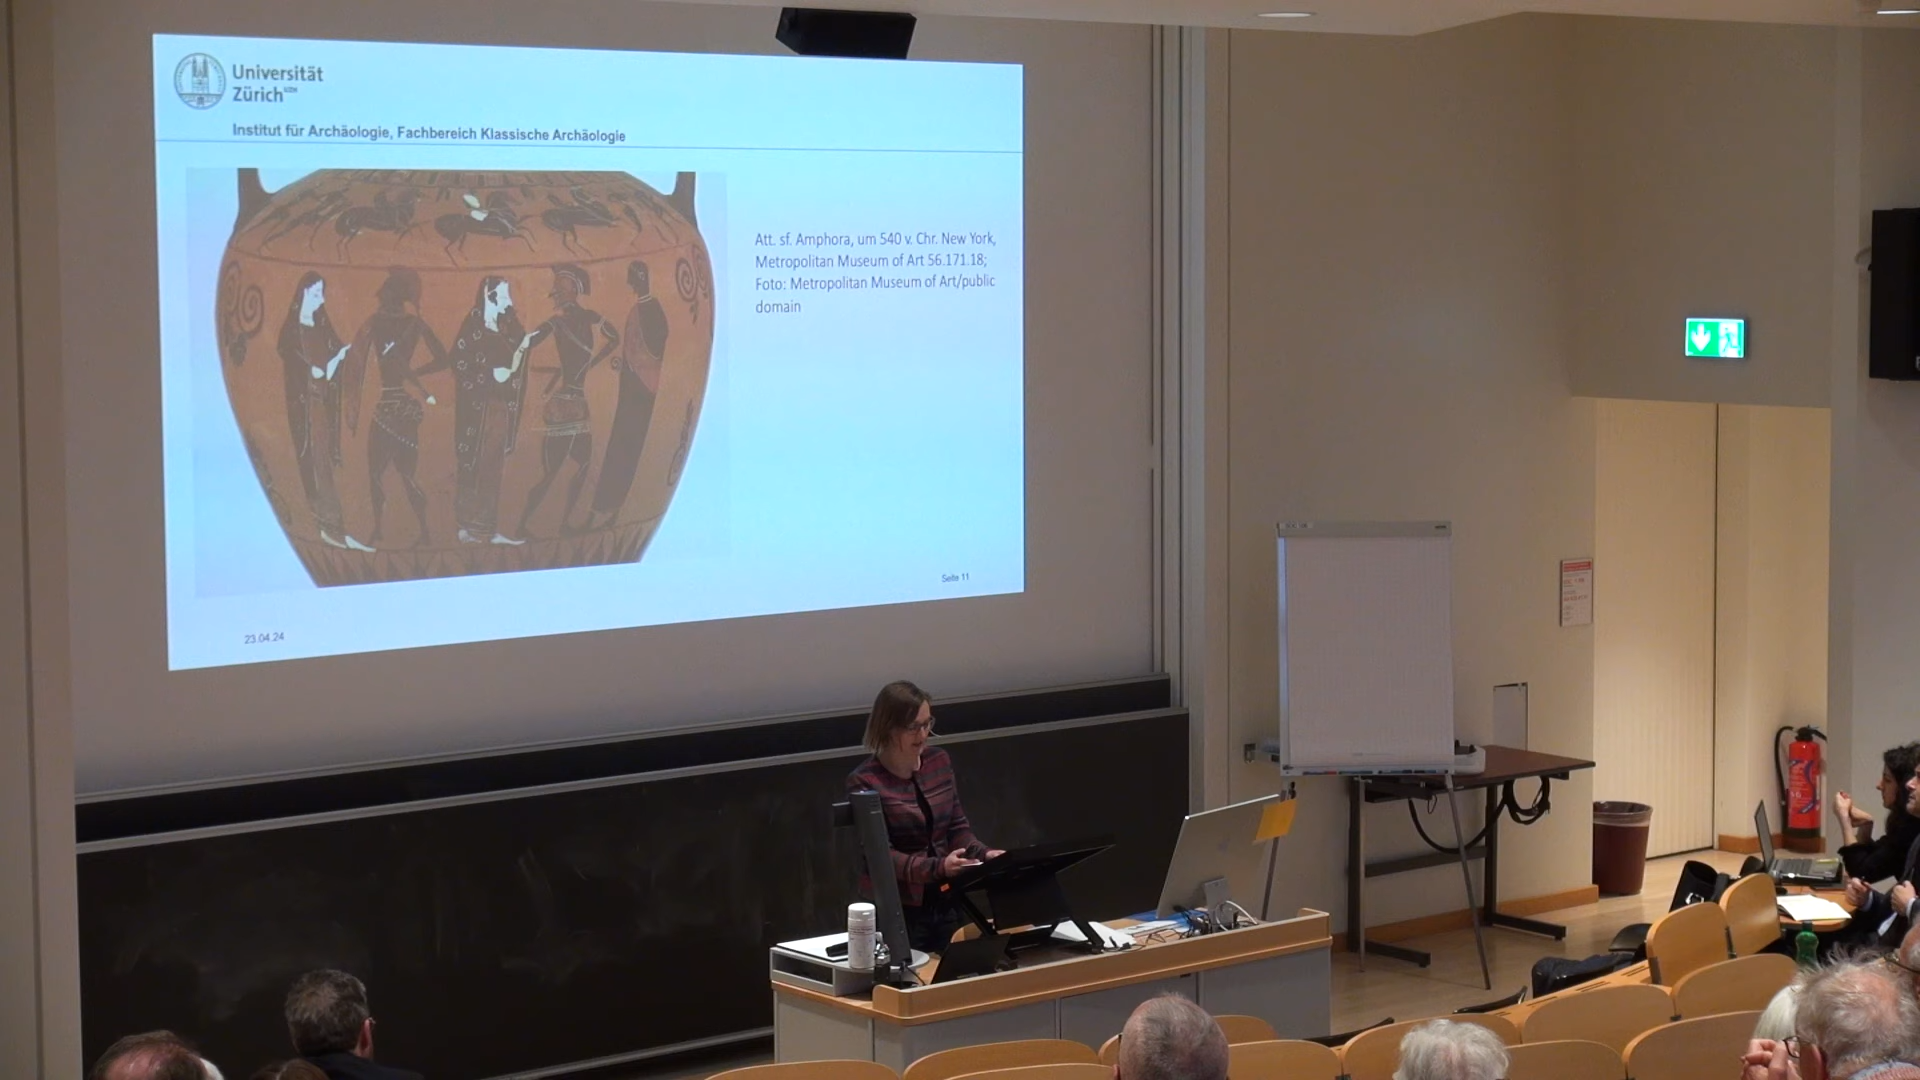 Universität
Zürich UZH
Institut für Archäologie, Fachbereich Klassische Archäologie
Att. sf. Amphora, um 540 v. Chr. New York,
Metropolitan Museum of Art 56.171.18;
Foto: Metropolitan Museum of Art/public
domain
Seite 11
23.04.24